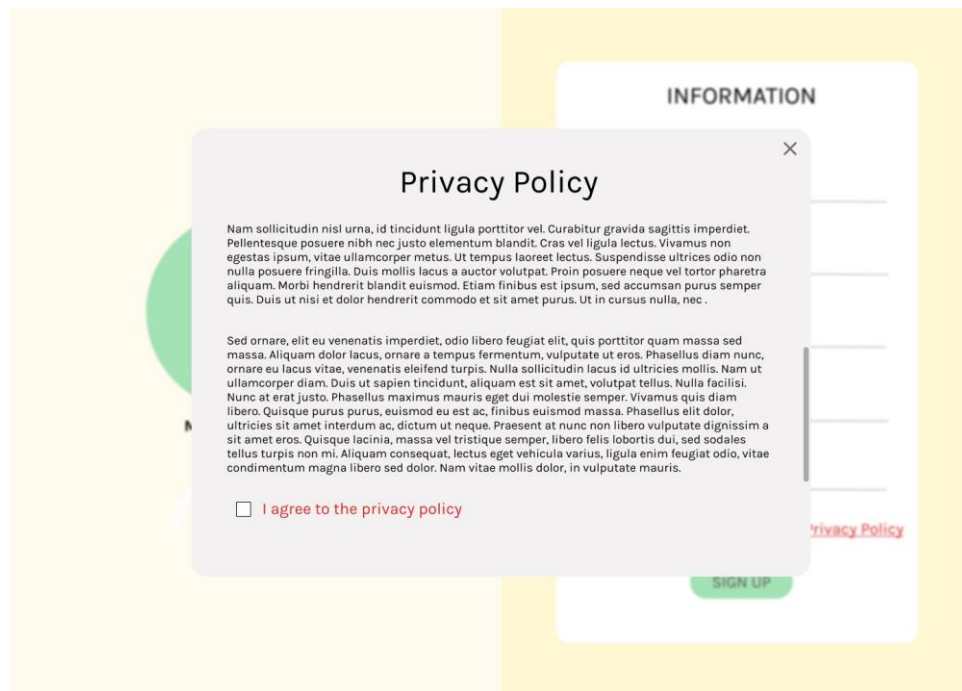 INFORMATION
Privacy Policy
Nam sollicitudin nisl urna, id tincidunt ligula porttitor vel. Curabitur gravida sagittis imperdiet.
Pellentesque posuere nibh nec justo elementum blandit. Cras vel ligula lectus. Vivamus non
egestas ipsum, vitae ullamcorper metus. Ut tempus laoreet lectus. Suspendisse ultrices odio non
nulla posuere fringilla. Duis mollis lacus a auctor volutpat. Proin posuere neque vel tortor pharetra
aliquam. Morbi hendrerit blandit euismod. Etiam finibus est ipsum, sed accumsan purus semper
quis. Duis ut nisi et dolor hendrerit commodo et sit amet purus. Ut in cursus nulla, nec .
Sed ornare, elit eu venenatis imperdiet, odio libero feugiat elit, quis porttitor quam massa sed
massa. Aliquam dolor lacus, ornare a tempus fermentum, vulputate ut eros. Phasellus diam nunc,
ornare eu lacus vitae, venenatis eleifend turpis. Nulla sollicitudin lacus id ultricies mollis. Nam ut
ullamcorper diam. Duis ut sapien tincidunt, aliquam est sit amet, volutpat tellus. Nulla facilisi.
Nunc at erat justo. Phasellus maximus mauris eget dui molestie semper. Vivamus quis diam
libero. Quisque purus purus, euismod eu est ac, finibus euismod massa. Phasellus elit dolor,
ultricies sit amet interdum ac, dictum ut neque. Praesent at nunc non libero vulputate dignissim a
sit amet eros. Quisque lacinia, massa vel tristique semper, libero felis lobortis dui, sed sodales
tellus turpis non mi. Aliquam consequat, lectus eget vehicula varius, ligula enim feugiat odio, vitae
condimentum magna libero sed dolor. Nam vitae mollis dolor, in vulputate mauris.
I agree to the privacy policy
Privacy Policy
SIGN UP